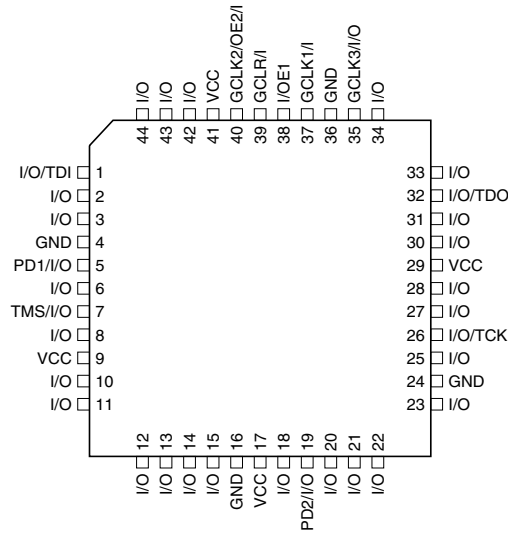 I/O
I/O
I/O
VCC
GCLK2/OE2/I
GCLR/I
I/OE1
GCLK1/I
GND
GCLK3/I/O
I/O
44
43
42
41
40
39
38
37
36
35
34
I/O/TDI 1
I/O 2
I/O 3
GND 4
PD1/I/O 5
I/O 6
TMS/I/O 7
I/O 8
VCC 9
I/O 10
I/O 11
33 I/O
32 I/O/TDO
31 I/O
30 I/O
29 VCC
28 I/O
27 I/O
26 I/O/TCK
25 I/O
24 GND
23 I/O
12
13
14
15
16
17
18
19
20
21
22
I/O
I/O
I/O
I/O
GND
VCC
I/O
PD2/I/O
I/O
I/O
I/O